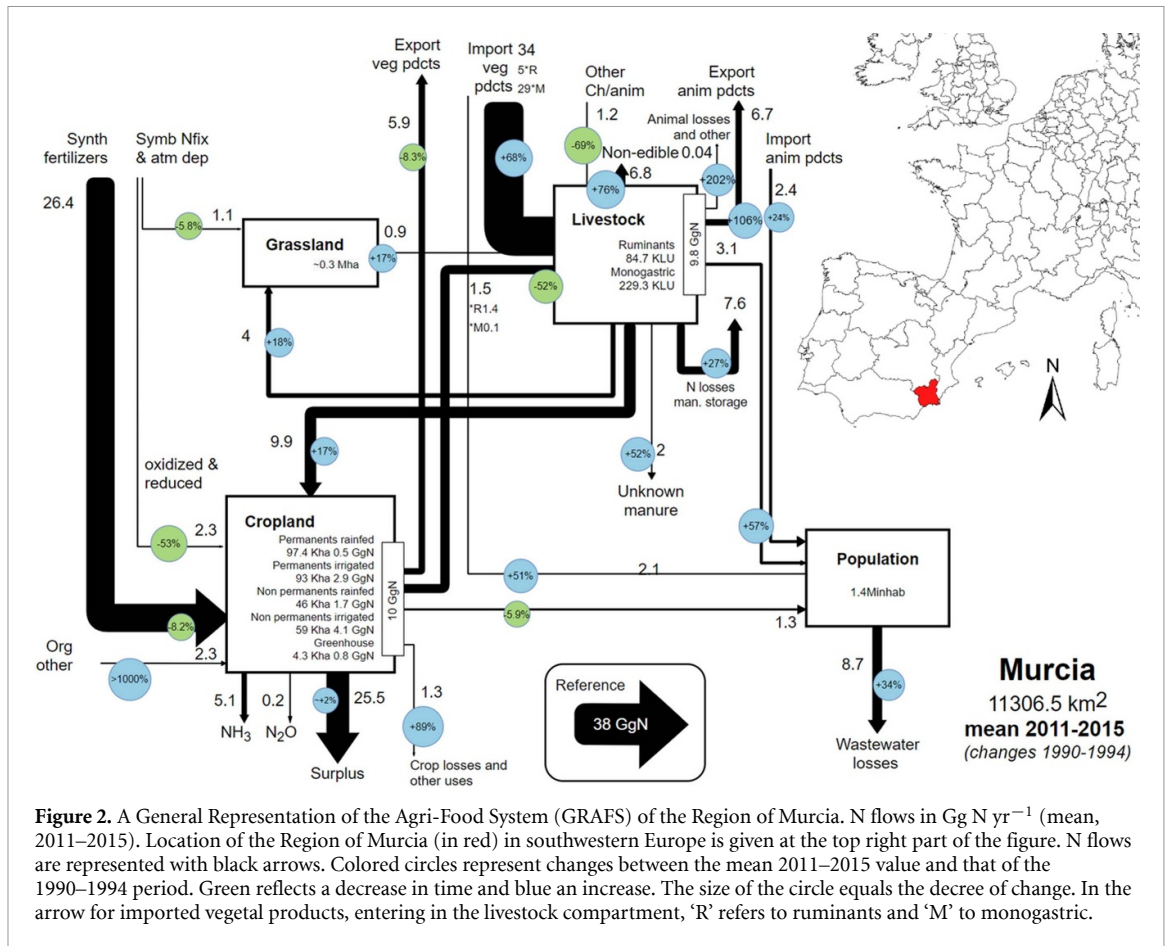 Export
veg pdcts
5.9
-8.3%
Import 34
veg 5*R
pdcts 29*M
+68%
Other
Ch/anim
1.2
-69%
Export
anim pdcts
6.7
Animal losses
and other
Non-edible 0.04
6.8
+76%
+202%
+106%
Import
anim pdcts
2.4
+24%
Synth
fertilizers
26.4
Symb Nfix
& atm dep
-5.8%
1.1
Grassland
~0.3 Mha
0.9
+17%
Livestock
Ruminants
84.7 KLU
Monogastric
229.3 KLU
9.8 GgN
3.1
1.5
*R1.4
*M0.1
-52%
7.6
+27%
N losses
man. storage
4
+18%
9.9
+17%
+52%
2
Unknown
manure
N
oxidized &
reduced
-53%
2.3
Cropland
Permanents rainfed
97.4 Kha 0.5 GgN
Permanents irrigated
93 Kha 2.9 GgN
Non permanents rainfed
46 Kha 1.7 GgN
Non permanents irrigated
59 Kha 4.1 GgN
Greenhouse
4.3 Kha 0.8 GgN
10 GgN
+57%
Population
1.4Minhab
+51%
2.1
-5.9%
1.3
-8.2%
Org
other
2.3
>1000%
5.1
NH3
0.2
N2O
~+2%
25.5
Surplus
1.3
+89%
Crop losses and
other uses
Reference
38 GgN
8.7
+34%
Wastewater
losses
Murcia
11306.5 km2
mean 2011-2015
(changes 1990-1994)
Figure 2. A General Representation of the Agri-Food System (GRAFS) of the Region of Murcia. N flows in Gg N yr−1 (mean,
2011–2015). Location of the Region of Murcia (in red) in southwestern Europe is given at the top right part of the figure. N flows
are represented with black arrows. Colored circles represent changes between the mean 2011–2015 value and that of the
1990–1994 period. Green reflects a decrease in time and blue an increase. The size of the circle equals the decree of change. In the
arrow for imported vegetal products, entering in the livestock compartment, ‘R’ refers to ruminants and ‘M’ to monogastric.